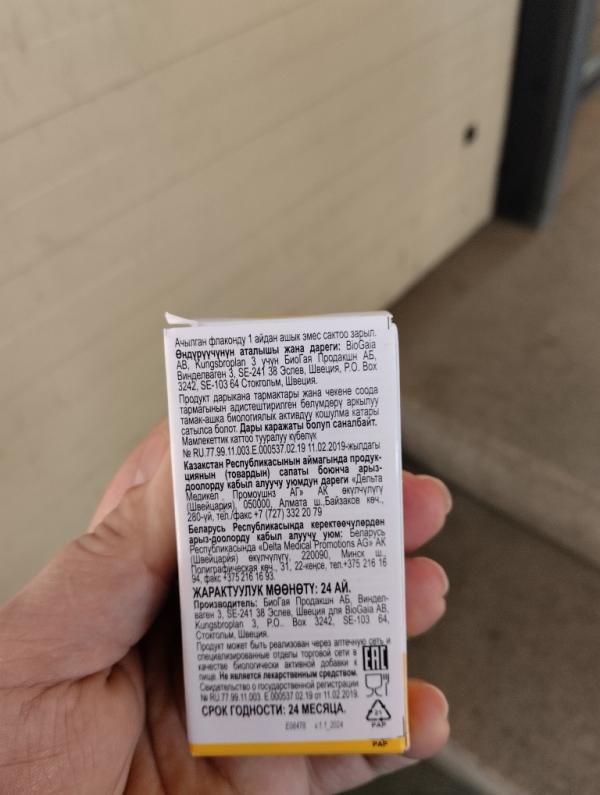 Ачылган флаконду 1 айдан ашык эмес сактоо зарыл.
Өндүрүүчүнүн аталышы жана дареги: BioGaia
AB, Kungsbroplan 3 үчүн БиоГая Продакшн АБ,
Винделваген 3, SE-241 38 Эслев, Швеция, P.O. Box
3242, SE-103 64 Стокгольм, Швеция.
Продукт дарыкана тармактары жана чекене соода
тармагынын адистештирилген бөлүмдөрү аркылуу
тамак-ашка биологиялык активдүү кошулма катары
сатылса болот. Дары каражаты болуп саналбайт.
Мамлекеттик каттоо тууралуу күбөлүк
№ RU.77.99.11.003.E.000537.02.19 11.02.2019-жылдагы
Казакстан Республикасынын аймагында продук-
циянын (товардын) сапаты боюнча арыз-
доолорду кабыл алуучу уюмдун дареги «Дельта
Медикел Промоушнз АГ» АК өкүлчүлүгү
(Швейцария), 050000, Алмата ш.,Байзаков көч.,
280-үй, тел./факс +7 (727) 332 20 79
Беларусь Республикасында керектөөчүлөрдөн
арыз-доолорду кабыл алуучу уюм: Беларусь
Республикасында «Delta Medical Promotions AG» АК
(Швейцария) өкүлчүлүгү, 220090, Минск ш.,
Полиграфическая көч., 31, 22-кеңсе, тел.+375 216 16
94, факс +375 216 16 93.
ЖАРАКТУУЛУК МӨӨНӨТҮ: 24 АЙ.
Производитель: БиоГая Продакшн АБ, Виндел-
ваген 3, SE-241 38 Эслев, Швеция для BioGaia AB,
Kungsbroplan 3, P.O.. Box 3242, SE-103 64,
Стокгольм, Швеция.
Продукт может быть реализован через аптечную сеть и
специализированные отделы торговой сети в
качестве биологически активной добавки к
пище. Не является лекарственным средством.
Свидетельство о государственной регистрации
№ RU.77.99.11.003. E.000537.02.19 от 11.02.2019.
СРОК ГОДНОСТИ: 24 МЕСЯЦА.
EAC
21
PAP
E08478 v.1.1_2024
PAP